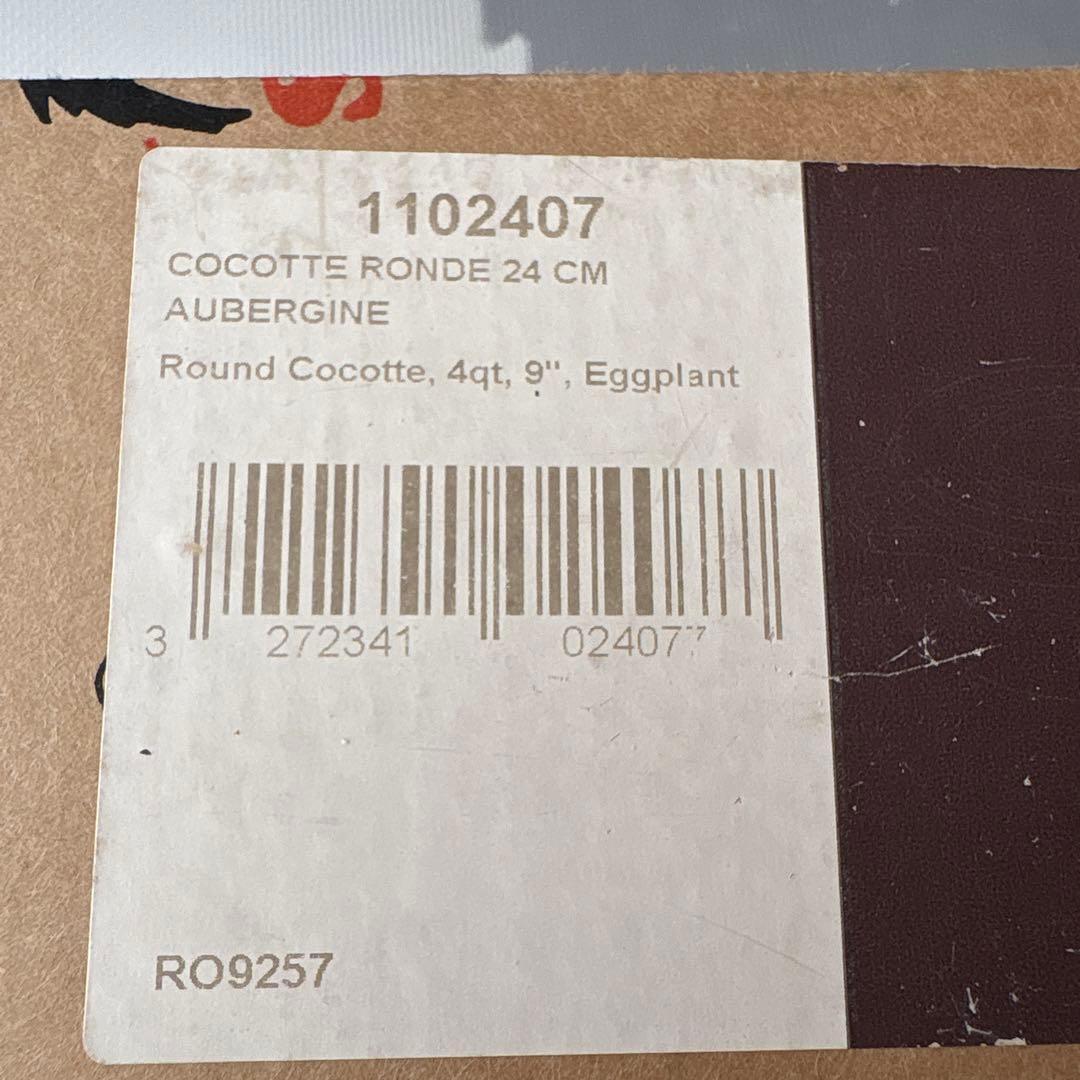 1102407
COCOTTE RONDE 24 CM
AUBERGINE
Round Cocotte, 4qt, 9", Eggplant
3 272341 024077
RO9257